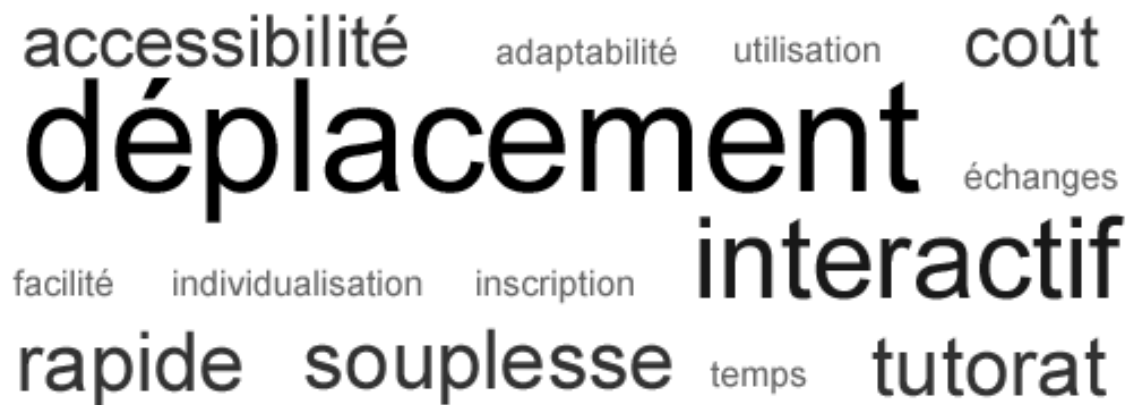 accessibilité adaptabilité utilisation coût
déplacement échanges
facilité individualisation inscription interactif
rapide souplesse temps tutorat